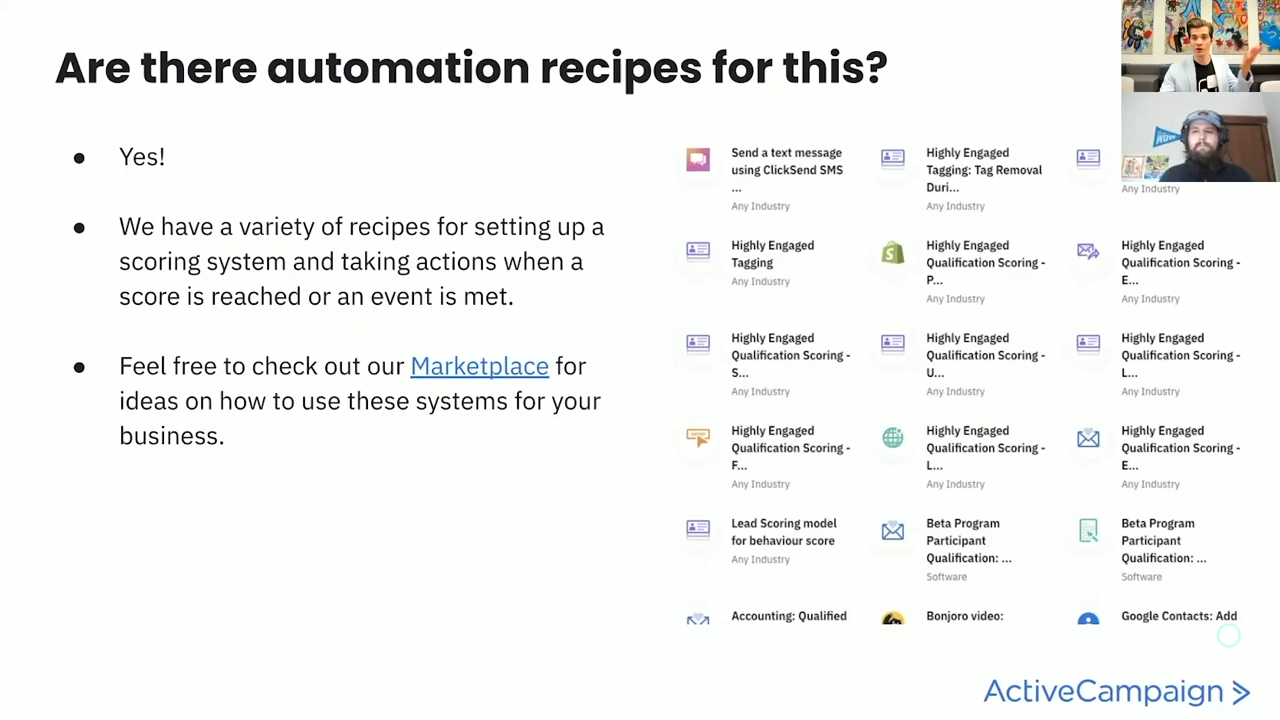 Are there automation recipes for this?
● Yes!
● We have a variety of recipes for setting up a
scoring system and taking actions when a
score is reached or an event is met.
● Feel free to check out our Marketplace for
ideas on how to use these systems for your
business.
Send a text message
using ClickSend SMS
...
Any Industry
Highly Engaged
Tagging: Tag Removal
Duri...
Any Industry
Any Industry
Highly Engaged
Tagging
Any Industry
Highly Engaged
Qualification Scoring -
P...
Any Industry
Highly Engaged
Qualification Scoring -
E...
Any Industry
Highly Engaged
Qualification Scoring -
S...
Any Industry
Highly Engaged
Qualification Scoring -
U...
Any Industry
Highly Engaged
Qualification Scoring -
L...
Any Industry
Highly Engaged
Qualification Scoring -
F...
Any Industry
Highly Engaged
Qualification Scoring -
L...
Any Industry
Highly Engaged
Qualification Scoring -
E...
Any Industry
Lead Scoring model
for behaviour score
Any Industry
Beta Program
Participant
Qualification: ...
Software
Beta Program
Participant
Qualification: ...
Software
Accounting: Qualified
Bonjoro video:
Google Contacts: Add
ActiveCampaign